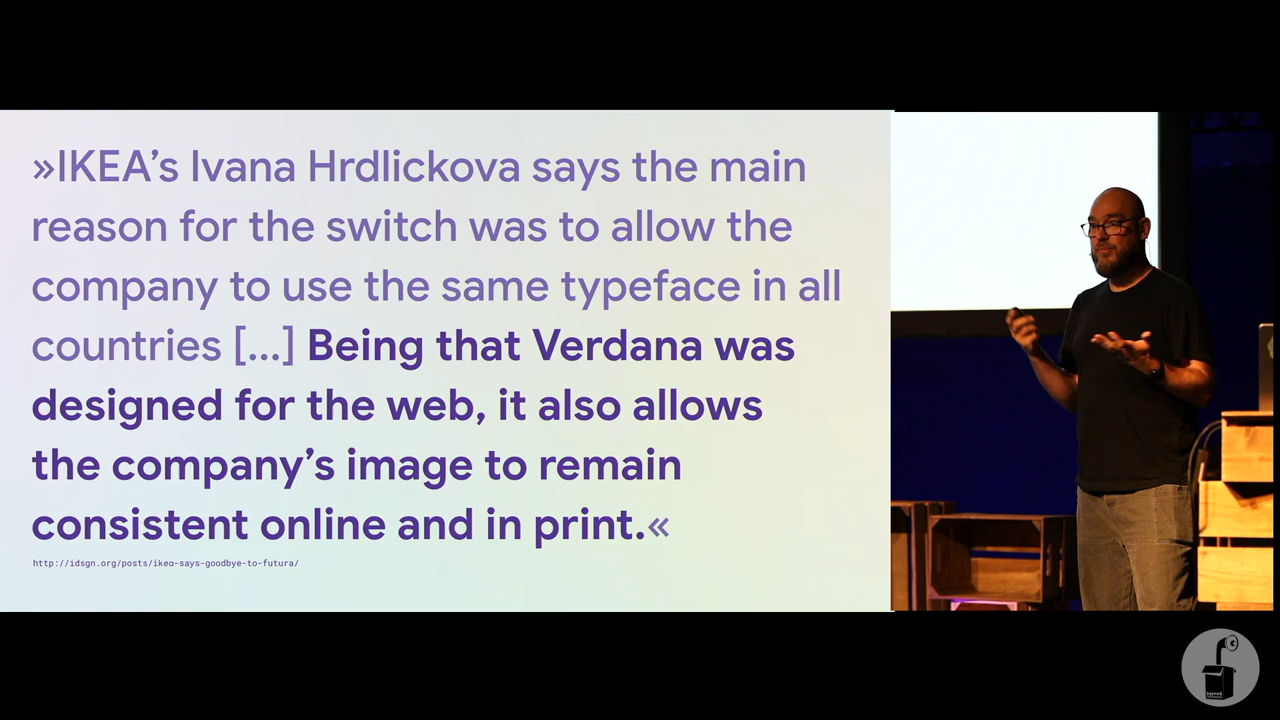 »IKEA’s Ivana Hrdlickova says the main
reason for the switch was to allow the
company to use the same typeface in all
countries [...] Being that Verdana was
designed for the web, it also allows
the company’s image to remain
consistent online and in print.«
http://idsgn.org/posts/ikea-says-goodbye-to-futura/
beyond